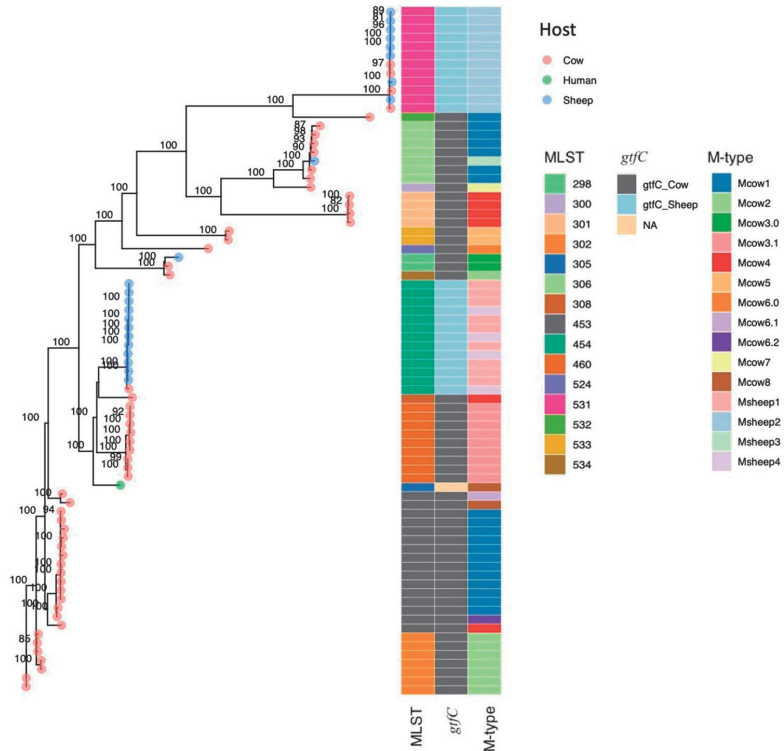 89
81
96
100
100
97
100
100
100
100
87
98
93
90
100
100
100
100
82
100
100
100
100
100
100
100
100
100
100
100
100
100
100
92
100
100
100
99
100
100
100
100
94
100
100
100
100
100
100
85
100
Host
Cow
Human
Sheep
MLST
298
300
301
302
305
306
308
453
454
460
524
531
532
533
534
gtfC
gtfC_Cow
gtfC_Sheep
NA
M-type
Mcow1
Mcow2
Mcow3.0
Mcow3.1
Mcow4
Mcow5
Mcow6.0
Mcow6.1
Mcow6.2
Mcow7
Mcow8
Msheep1
Msheep2
Msheep3
Msheep4
MLST
gtfC
M-type